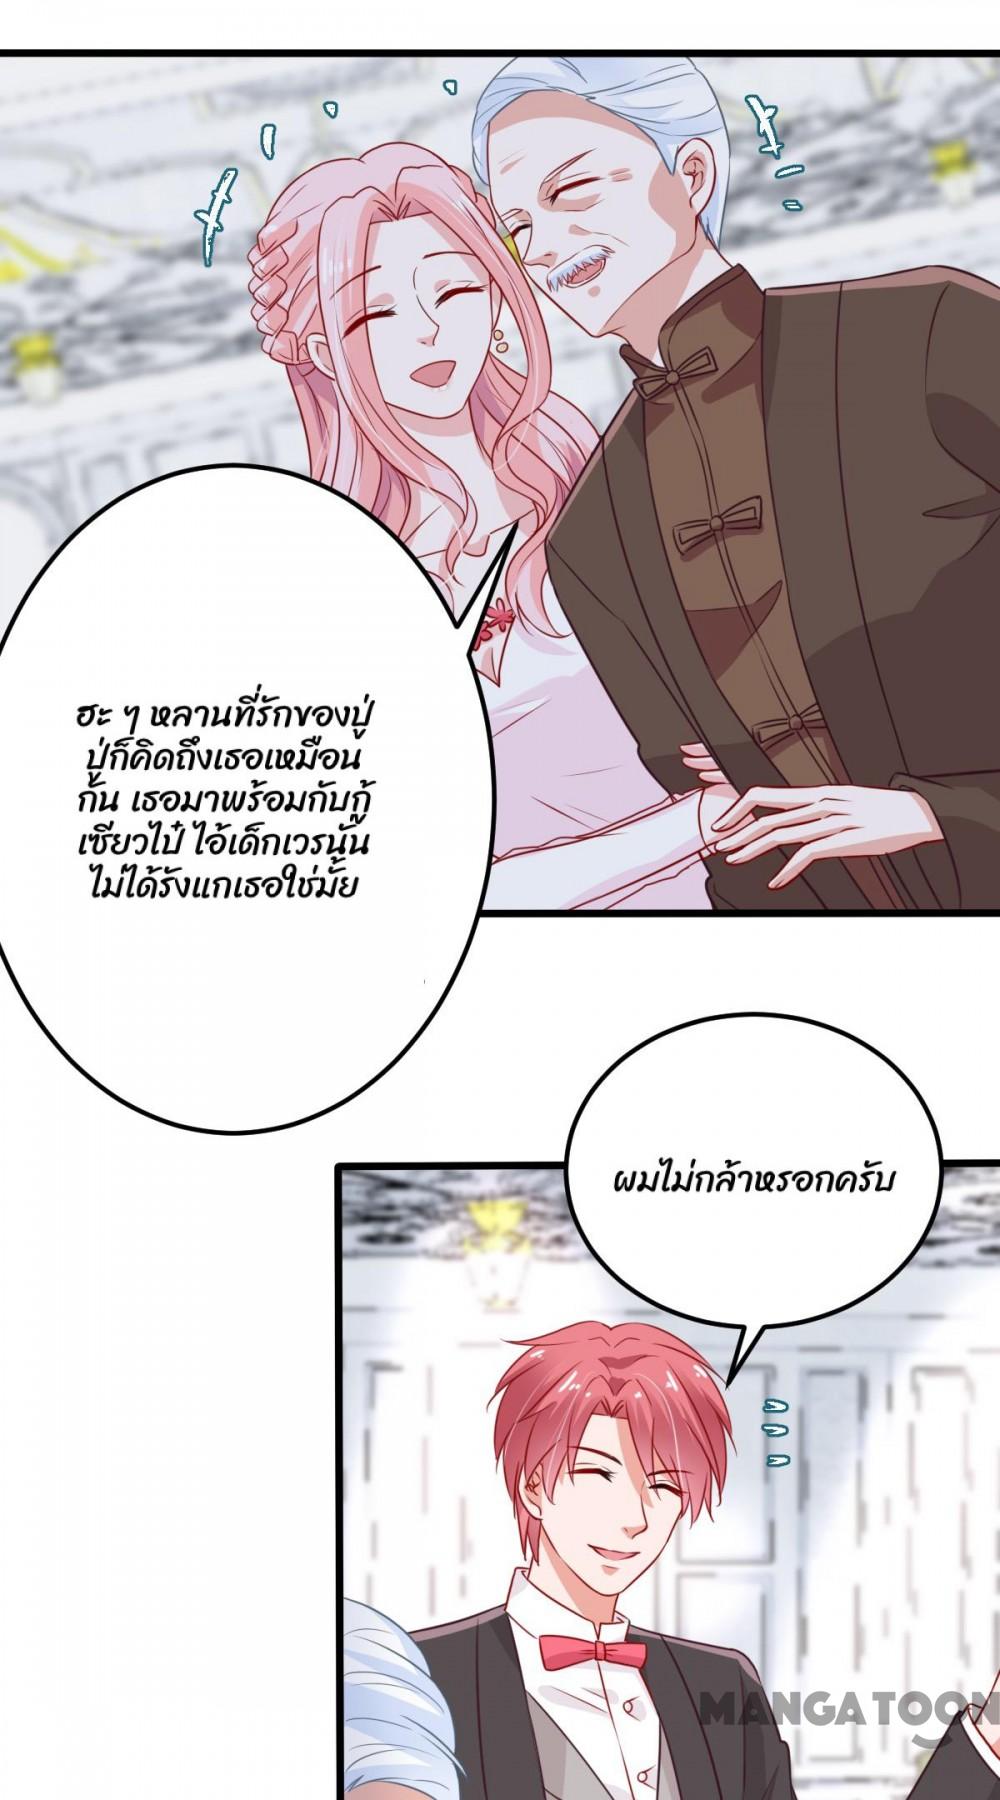 ฮะ ๆ หลานที่รักของปู่
ปู่ก็คิดถึงเธอเหมือน
กัน เธอมาพร้อมกับกู้
เซียวไป๋ ไอ้เด็กเวรนั่น
ไม่ได้รังแกเธอใช่มั้ย
ผมไม่กล้าหรอกครับ
MANGATOON